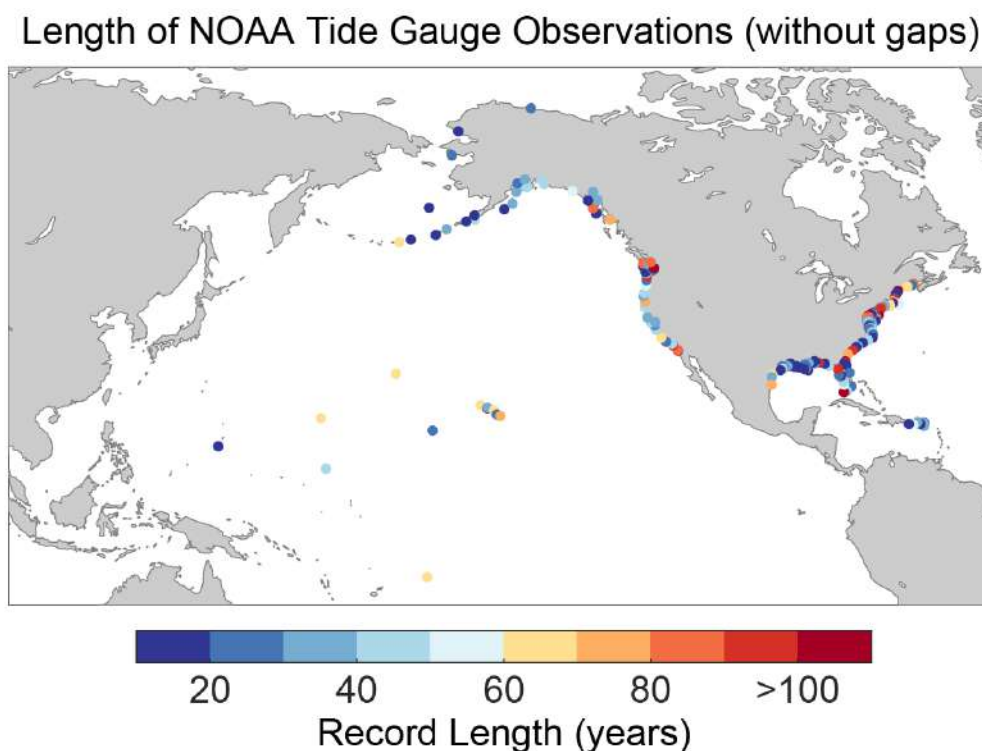 Length of NOAA Tide Gauge Observations (without gaps)
20 40 60 80 >100
Record Length (years)